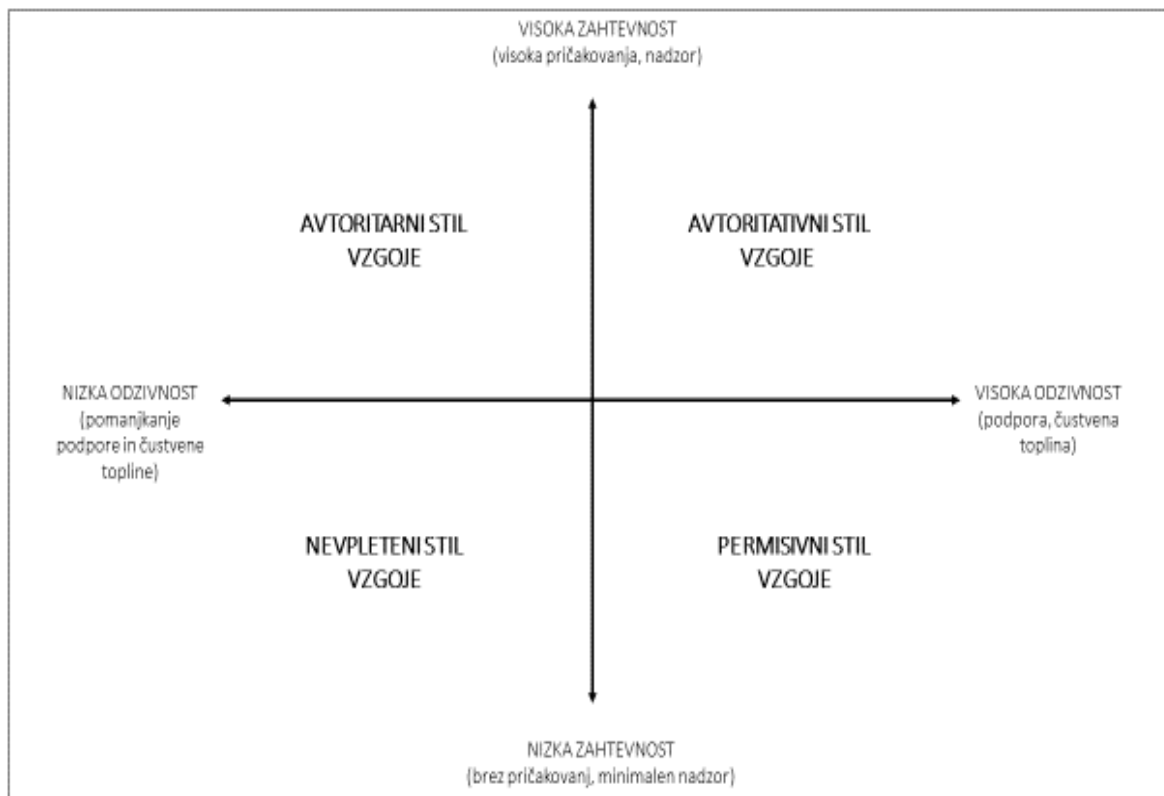 VISOKA ZAHTEVNOST
(visoka pričakovanja, nadzor)
AVTORITARNI STIL
VZGOJE
AVTORITATIVNI STIL
VZGOJE
NIZKA ODZIVNOST
(pomanjkanje
podpore in čustvene
topline)
VISOKA ODZIVNOST
(podpora, čustvena
toplina)
NEVPLETENI STIL
VZGOJE
PERMISIVNI STIL
VZGOJE
NIZKA ZAHTEVNOST
(brez pričakovanj, minimalen nadzor)